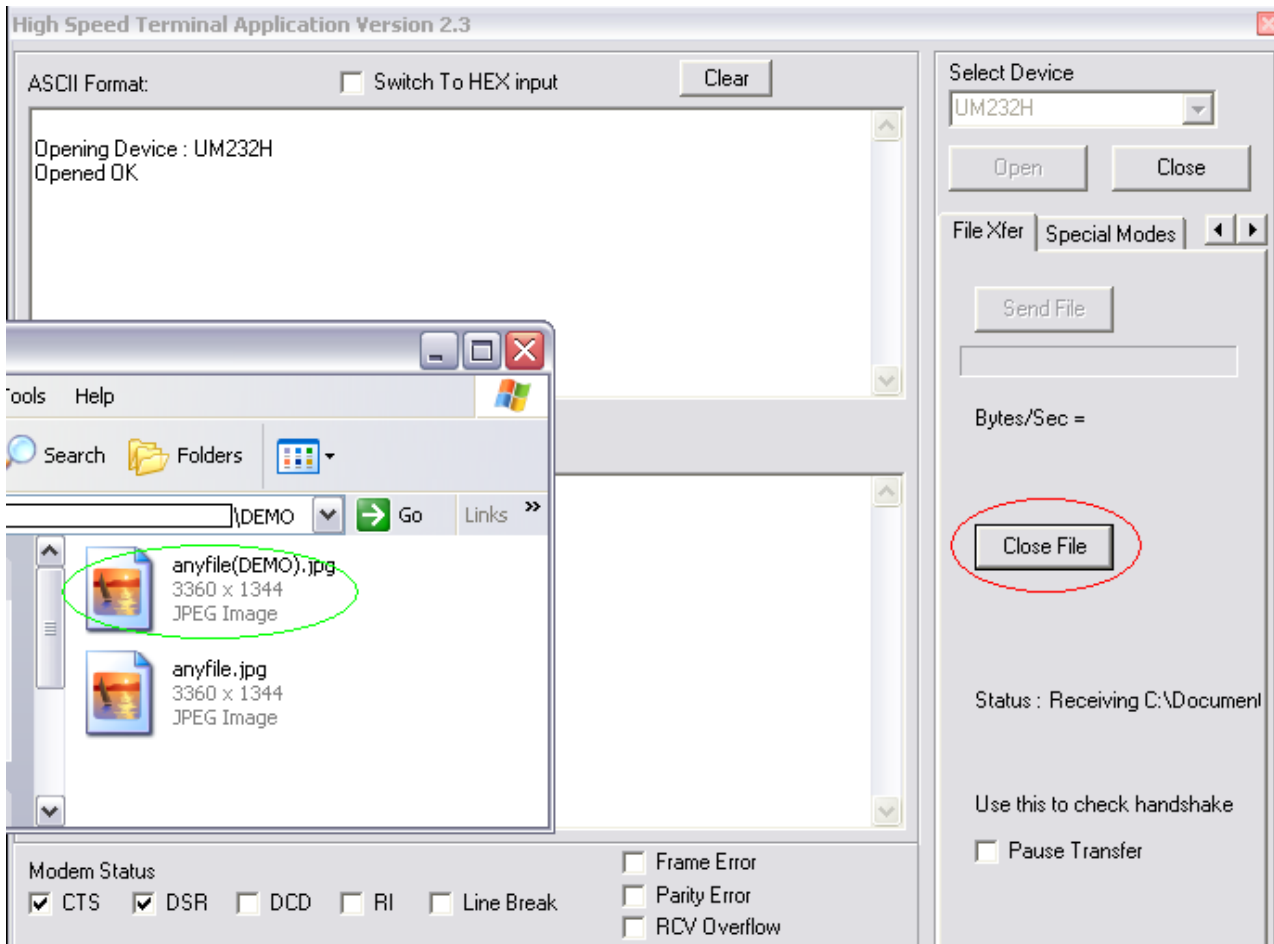 High Speed Terminal Application Version 2.3
ASCII Format:
Switch To HEX input
Clear
Opening Device : UM232H
Opened OK
Tools Help
Search Folders
\DEMO Go Links »
anyfile(DEMO).jpg
3360 x 1344
JPEG Image
anyfile.jpg
3360 x 1344
JPEG Image
Modem Status
CTS DSR DCD RI Line Break
Frame Error
Parity Error
RCV Overflow
Select Device
UM232H
Open Close
File Xfer Special Modes
Send File
Bytes/Sec =
Close File
Status : Receiving C:\Document
Use this to check handshake
Pause Transfer